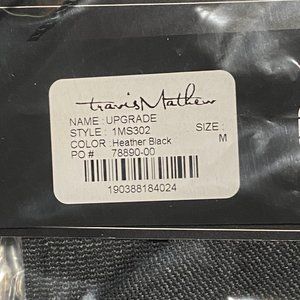 travisMathew
NAME : UPGRADE
STYLE : 1MS302 SIZE :
COLOR : Heather Black M
PO # : 78890-00
190388184024